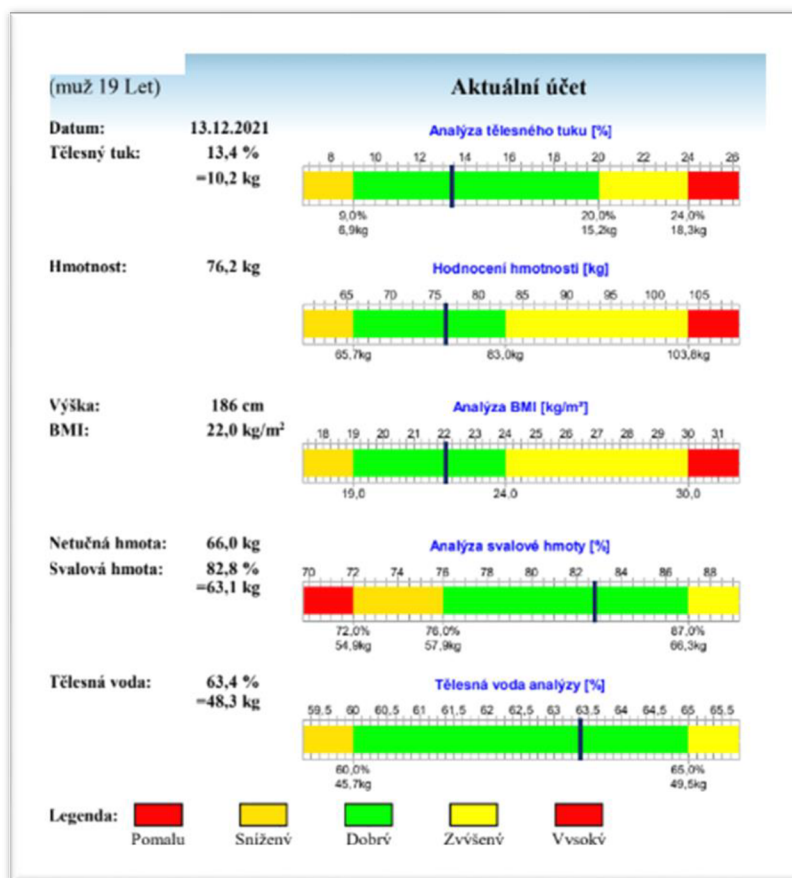 (muž 19 Let)
Aktuální účet
Datum: 13.12.2021
Analýza tělesného tuku [%]
Tělesný tuk: 13,4 %
8 10 12 14 16 18 20 22 24 26
=10,2 kg
9,0% 20,0% 24,0%
6,9kg 15,2kg 18,3kg
Hmotnost: 76,2 kg
Hodnocení hmotnosti [kg]
65 70 75 80 85 90 95 100 105
65,7kg 83,0kg 103,8kg
Výška: 186 cm
Analýza BMI [kg/m²]
BMI: 22,0 kg/m²
18 19 20 21 22 23 24 25 26 27 28 29 30 31
19,0 24,0 30,0
Netučná hmota: 66,0 kg
Analýza svalové hmoty [%]
Svalová hmota: 82,8 %
70 72 74 76 78 80 82 84 86 88
=63,1 kg
72,0% 76,0% 87,0%
54,9kg 57,9kg 66,3kg
Tělesná voda: 63,4 %
Tělesná voda analýzy [%]
=48,3 kg
59,5 60 60,5 61 61,5 62 62,5 63 63,5 64 64,5 65 65,5
60,0% 65,0%
45,7kg 49,5kg
Legenda:
Pomalu Snížený Dobrý Zvýšený Vysoký